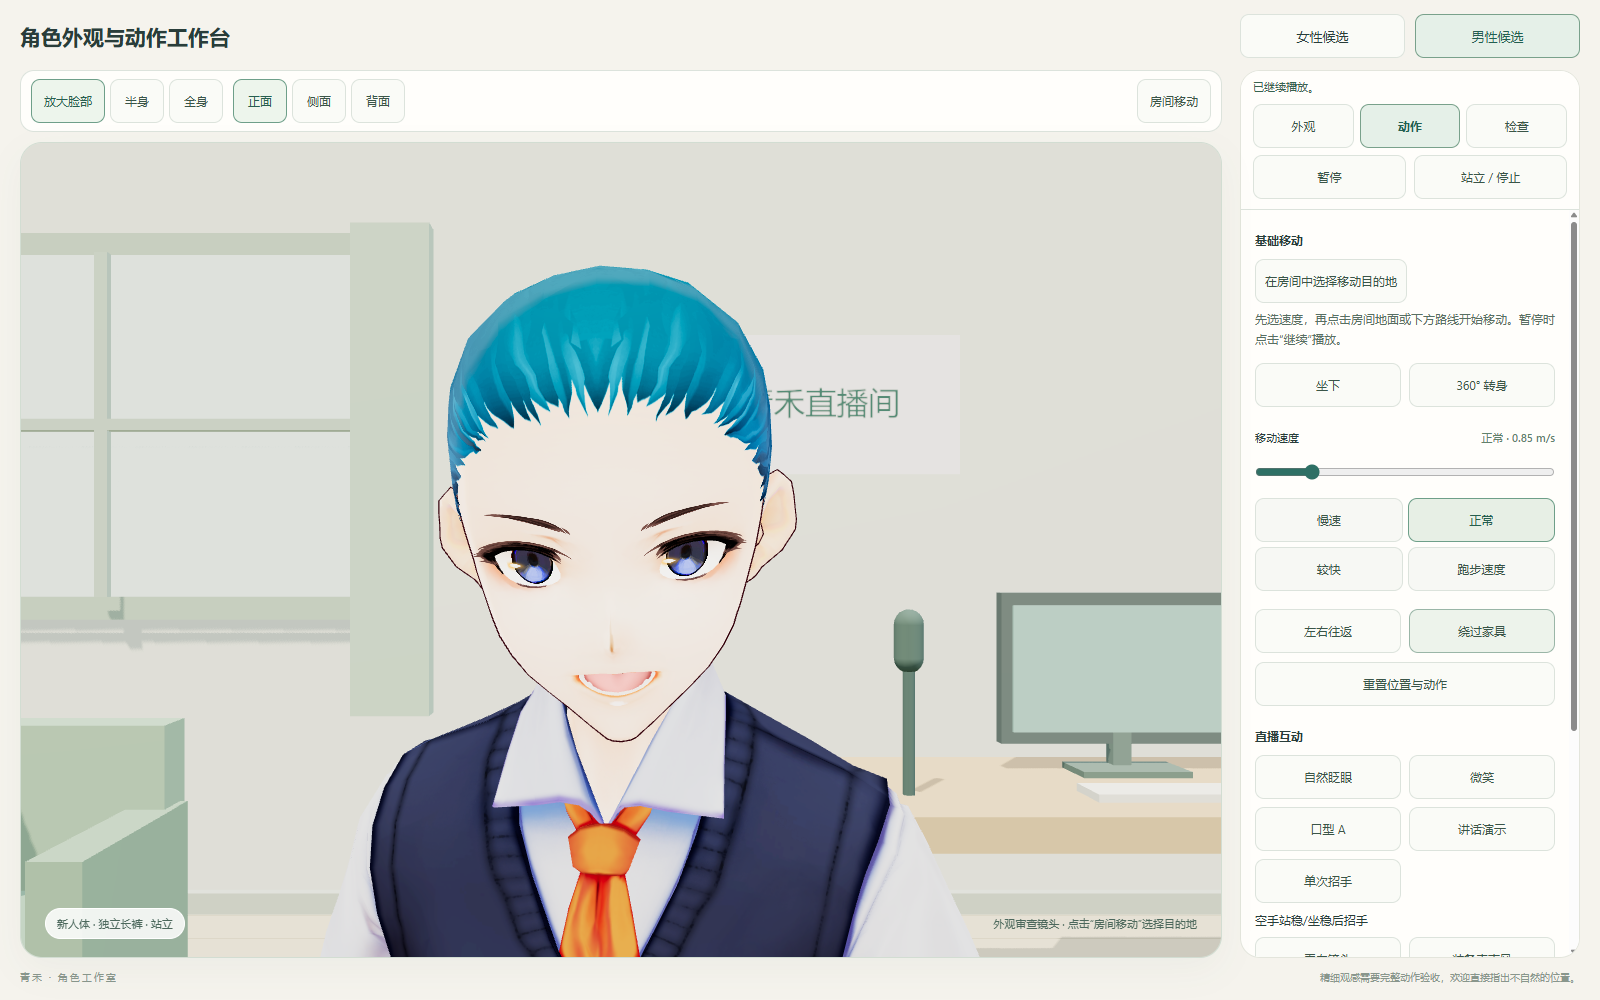 角色外观与动作工作台
女性候选
男性候选
放大脸部
半身
全身
正面
侧面
背面
房间移动
已继续播放。
外观
动作
检查
暂停
站立 / 停止
基础移动
在房间中选择移动目的地
先选速度，再点击房间地面或下方路线开始移动。暂停时
点击“继续”播放。
坐下
360° 转身
移动速度
正常 · 0.85 m/s
慢速
正常
较快
跑步速度
左右往返
绕过家具
重置位置与动作
直播互动
自然眨眼
微笑
口型 A
讲话演示
单次招手
空手站稳/坐稳后招手
禾直播间
新人体 · 独立长裤 · 站立
外观审查镜头 · 点击“房间移动”选择目的地
青禾 · 角色工作室
精细观感需要完整动作验收，欢迎直接指出不自然的位置。